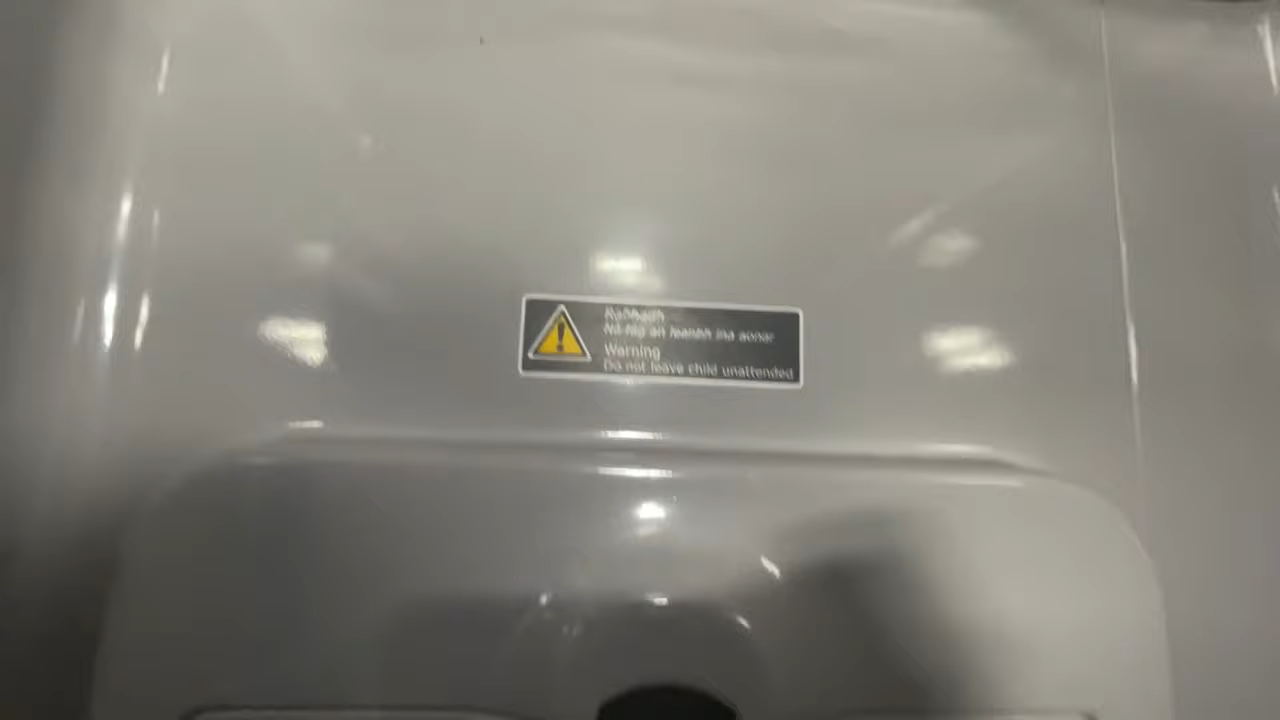 Rabhadh
Ná fág an leanbh ina aonar
Warning
Do not leave child unattended